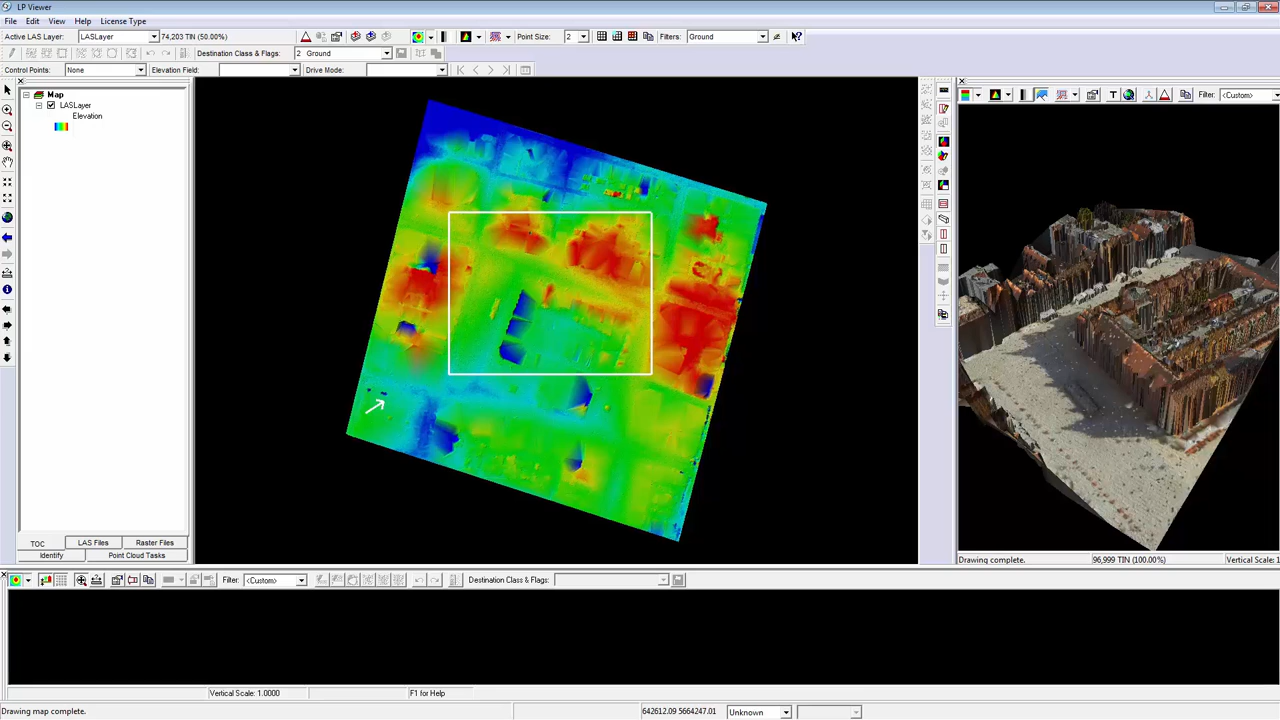 LP Viewer
File Edit View Help License Type
Active LAS Layer: LASLayer 74,203 TIN (50.00%) Point Size: 2 Filters: Ground
Destination Class & Flags: 2 Ground
Control Points: None Elevation Field: Drive Mode:
Map
LASLayer
Elevation
T Filter: <Custom>
TOC LAS Files Raster Files
Identify Point Cloud Tasks
Drawing complete. 96,999 TIN (100.00%) Vertical Scale: 1
Filter: <Custom> Destination Class & Flags:
Vertical Scale: 1.0000 F1 for Help
Drawing map complete. 642612.09 5664247.01 Unknown